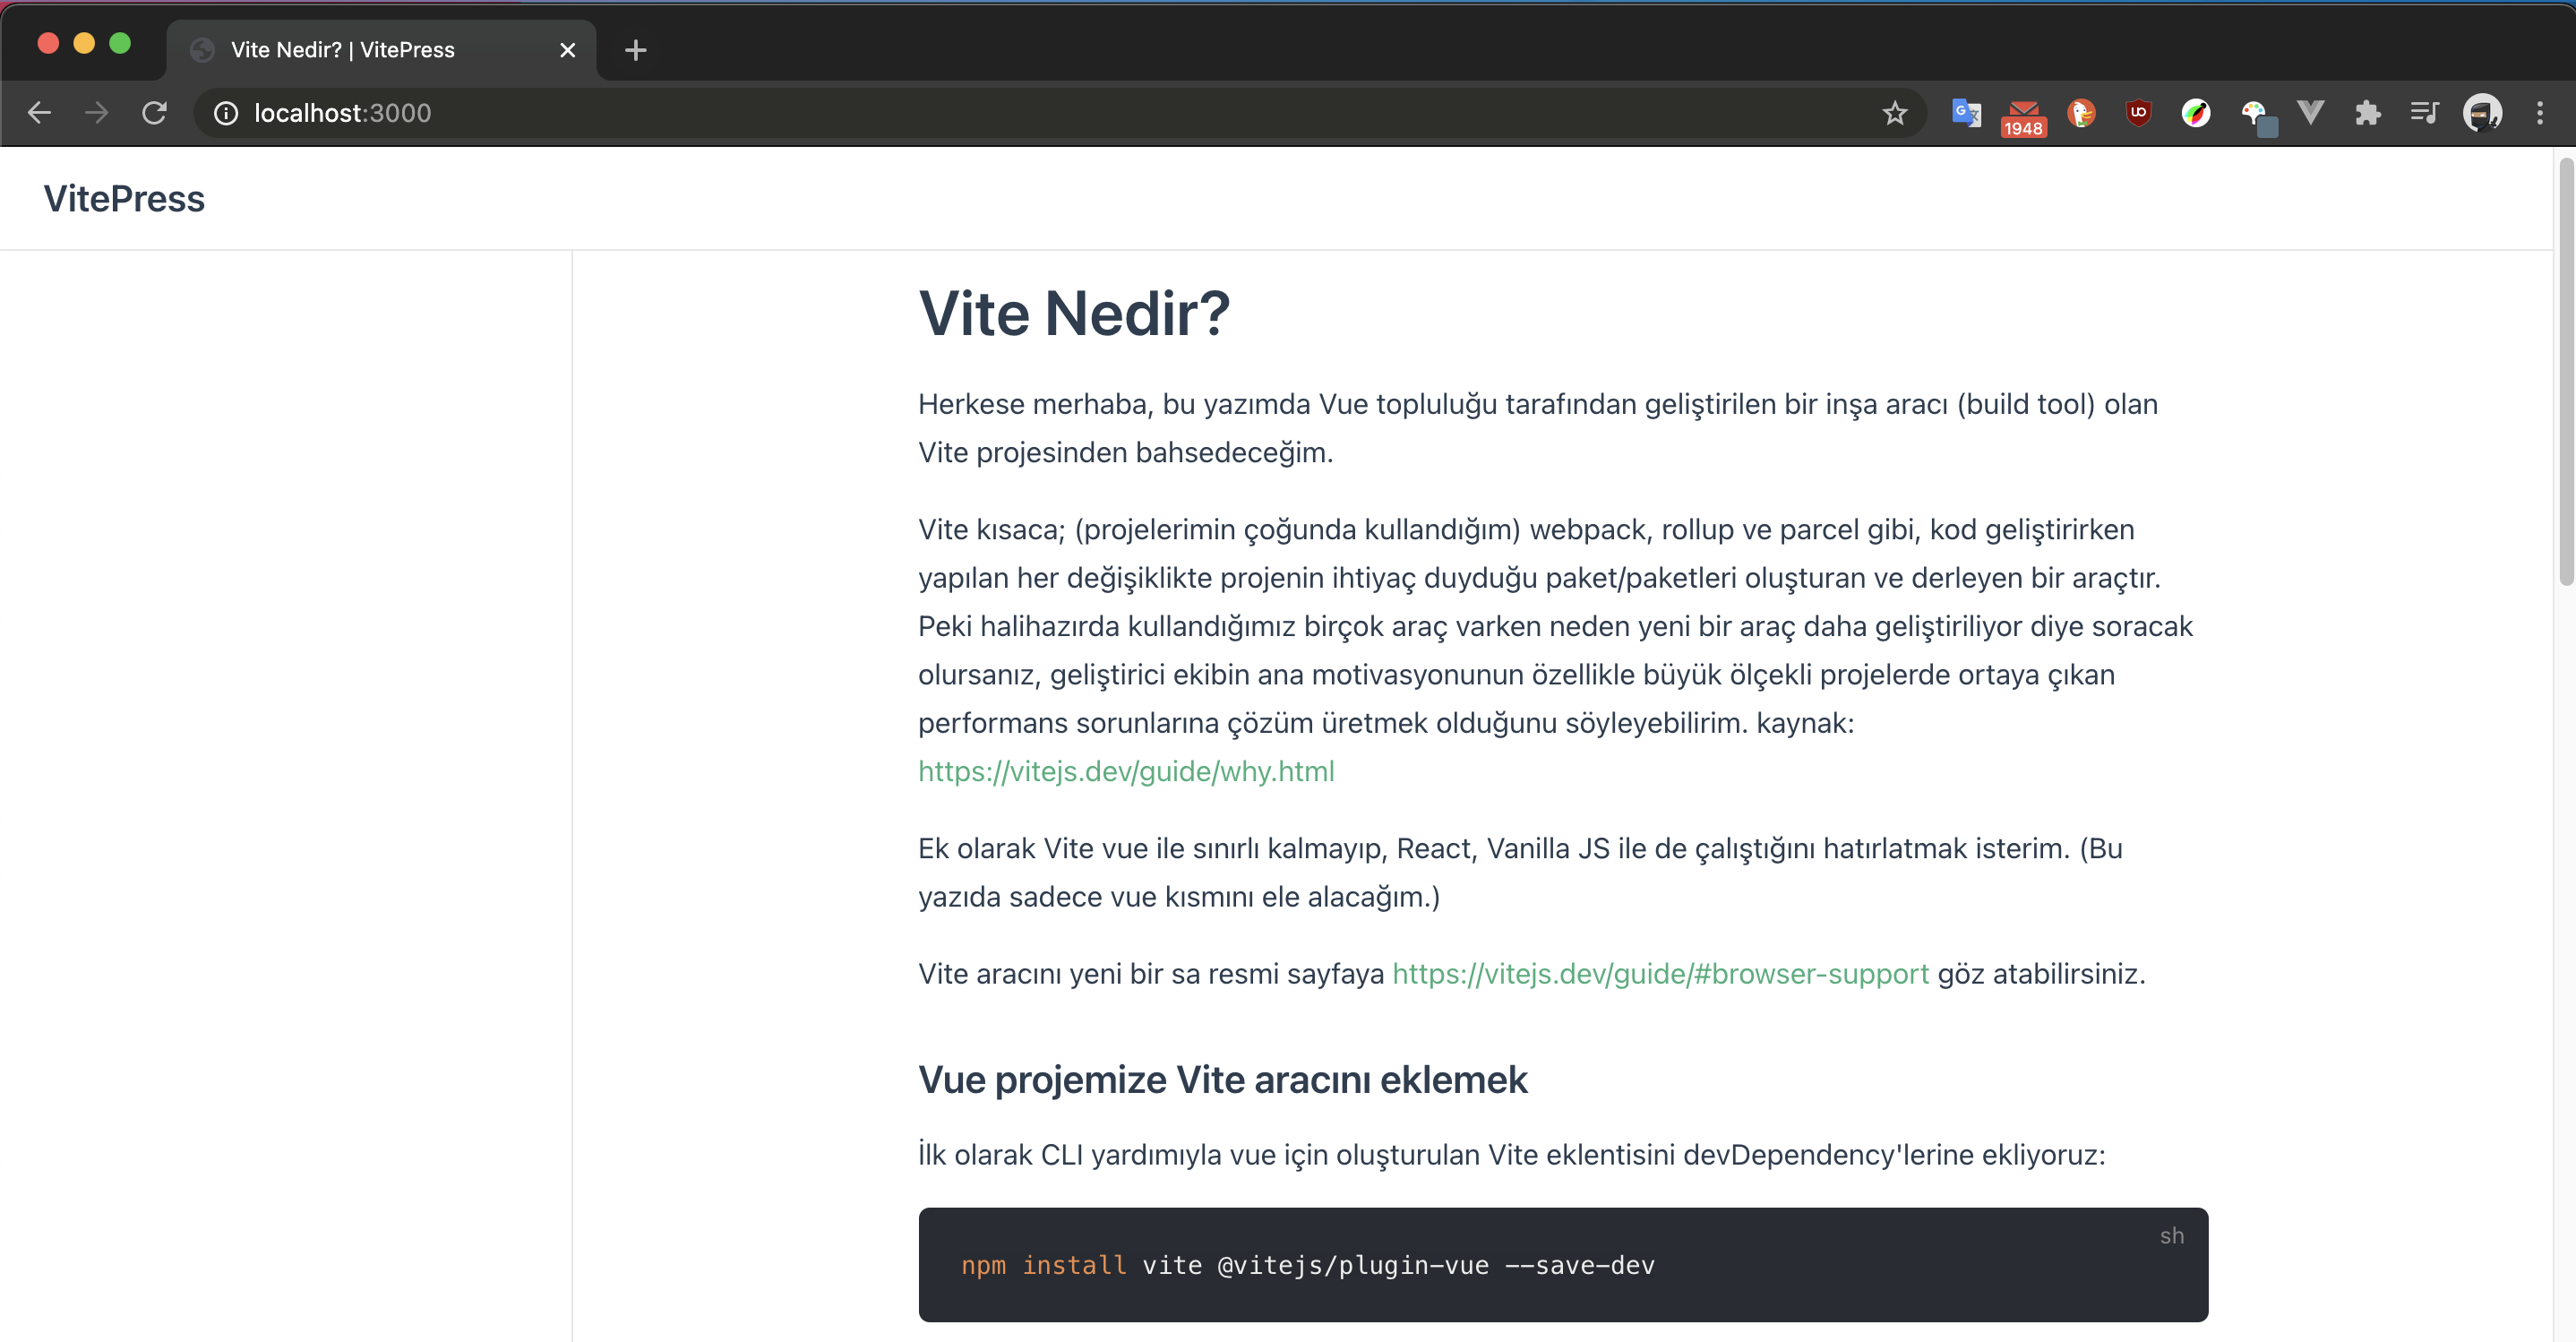 Vite Nedir? | VitePress
localhost:3000
1948
VitePress
Vite Nedir?
Herkese merhaba, bu yazımda Vue topluluğu tarafından geliştirilen bir inşa aracı (build tool) olan
Vite projesinden bahsedeceğim.
Vite kısaca; (projelerimin çoğunda kullandığım) webpack, rollup ve parcel gibi, kod geliştirirken
yapılan her değişiklikte projenin ihtiyaç duyduğu paket/paketleri oluşturan ve derleyen bir araçtır.
Peki halihazırda kullandığımız birçok araç varken neden yeni bir araç daha geliştiriliyor diye soracak
olursanız, geliştirici ekibin ana motivasyonunun özellikle büyük ölçekli projelerde ortaya çıkan
performans sorunlarına çözüm üretmek olduğunu söyleyebilirim. kaynak:
https://vitejs.dev/guide/why.html
Ek olarak Vite vue ile sınırlı kalmayıp, React, Vanilla JS ile de çalıştığını hatırlatmak isterim. (Bu
yazıda sadece vue kısmını ele alacağım.)
Vite aracını yeni bir sa resmi sayfaya https://vitejs.dev/guide/#browser-support göz atabilirsiniz.
Vue projemize Vite aracını eklemek
İlk olarak CLI yardımıyla vue için oluşturulan Vite eklentisini devDependency'lerine ekliyoruz:
sh
npm install vite @vitejs/plugin-vue --save-dev